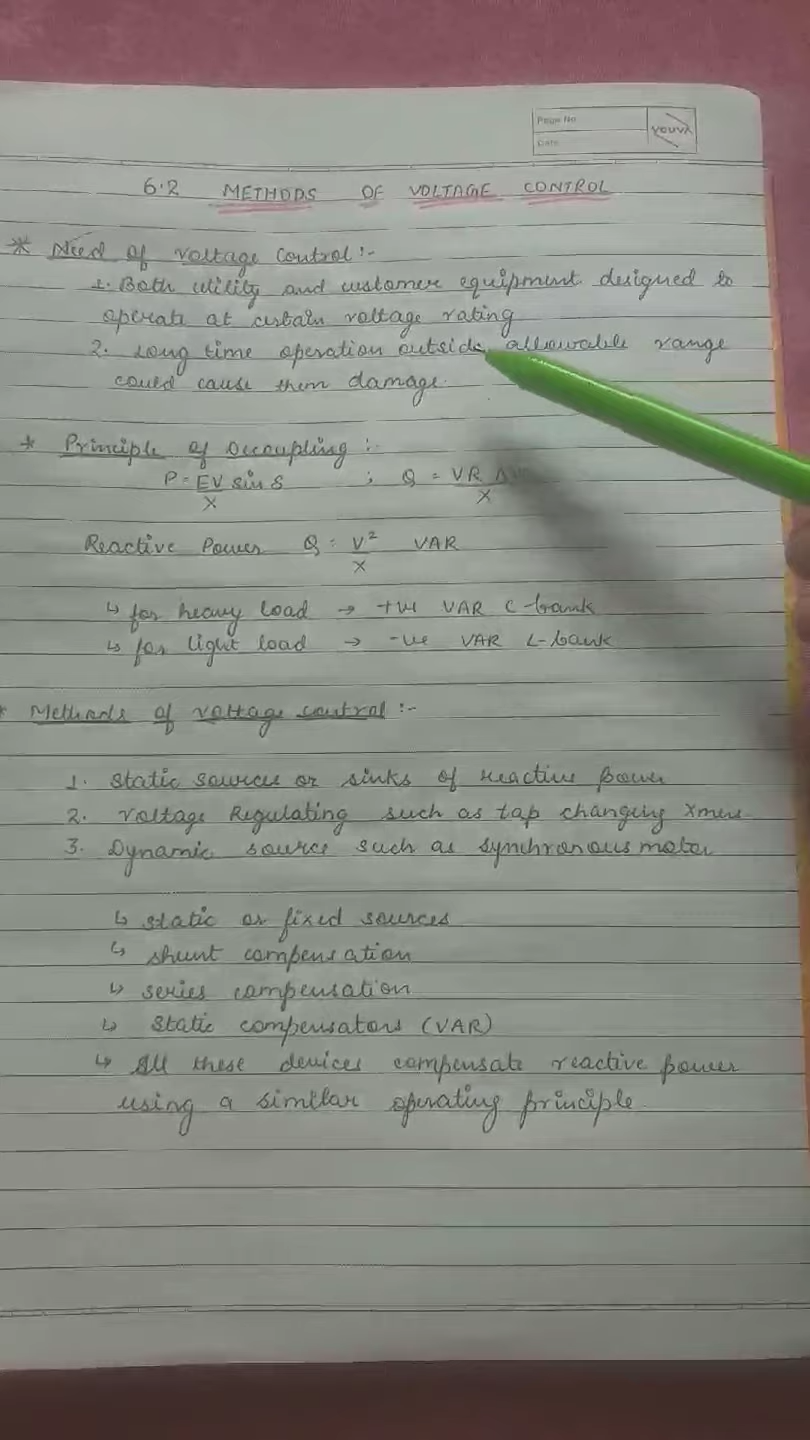 Page No
Date
YOUVA
6.2 METHODS OF VOLTAGE CONTROL
* Need of voltage control :-
1. Both utility and customer equipment designed to
operate at certain voltage rating
2. Long time operation outside allowable range
could cause them damage.
* Principle of Decoupling :-
P = EV sin δ ; Q = VR Δ
X X
Reactive Power Q = V² VAR
X
↳ for heavy load → +ve VAR C-bank
↳ for light load → -ve VAR L-bank
* Methods of voltage control :-
1. Static sources or sinks of reactive power
2. Voltage Regulating such as tap changing Xmer
3. Dynamic source such as synchronous motor
↳ static or fixed sources
↳ shunt compensation
↳ series compensation
↳ Static compensators (VAR)
↳ All these devices compensate reactive power
using a similar operating principle.